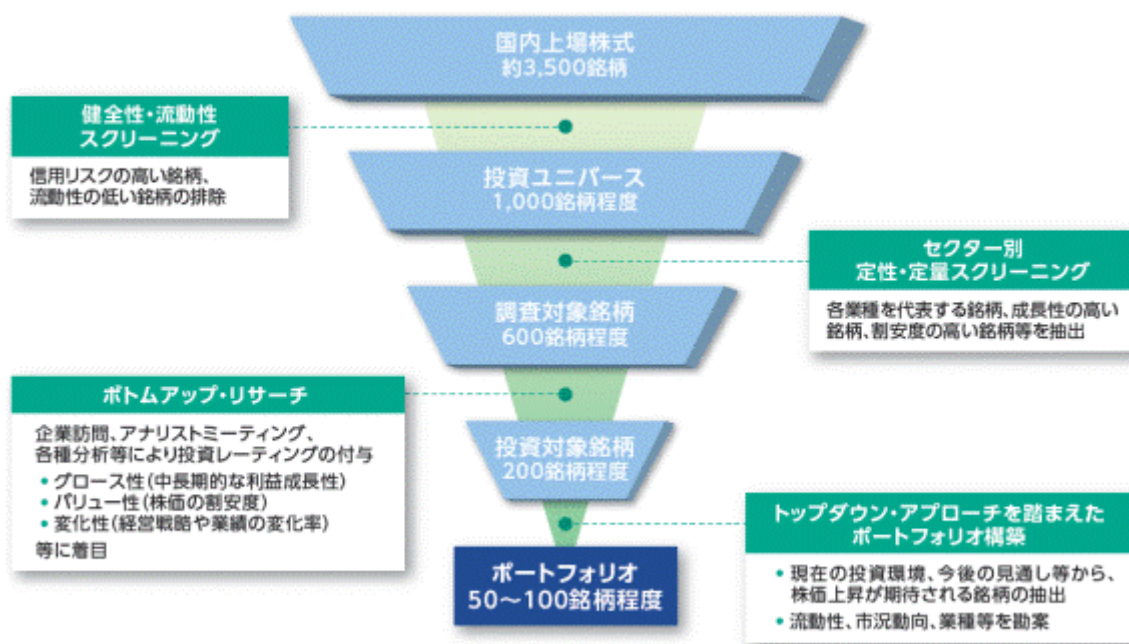 国内上場株式
約3,500銘柄
健全性・流動性
スクリーニング
信用リスクの高い銘柄、
流動性の低い銘柄の排除
投資ユニバース
1,000銘柄程度
セクター別
定性・定量スクリーニング
各業種を代表する銘柄、成長性の高い
銘柄、割安度の高い銘柄等を抽出
調査対象銘柄
600銘柄程度
ボトムアップ・リサーチ
企業訪問、アナリストミーティング、
各種分析等により投資レーティングの付与
• グロース性(中長期的な利益成長性)
• バリュー性(株価の割安度)
• 変化性(経営戦略や業績の変化率)
等に着目
投資対象銘柄
200銘柄程度
トップダウン・アプローチを踏まえた
ポートフォリオ構築
• 現在の投資環境、今後の見通し等から、
株価上昇が期待される銘柄の抽出
• 流動性、市況動向、業種等を勘案
ポートフォリオ
50〜100銘柄程度